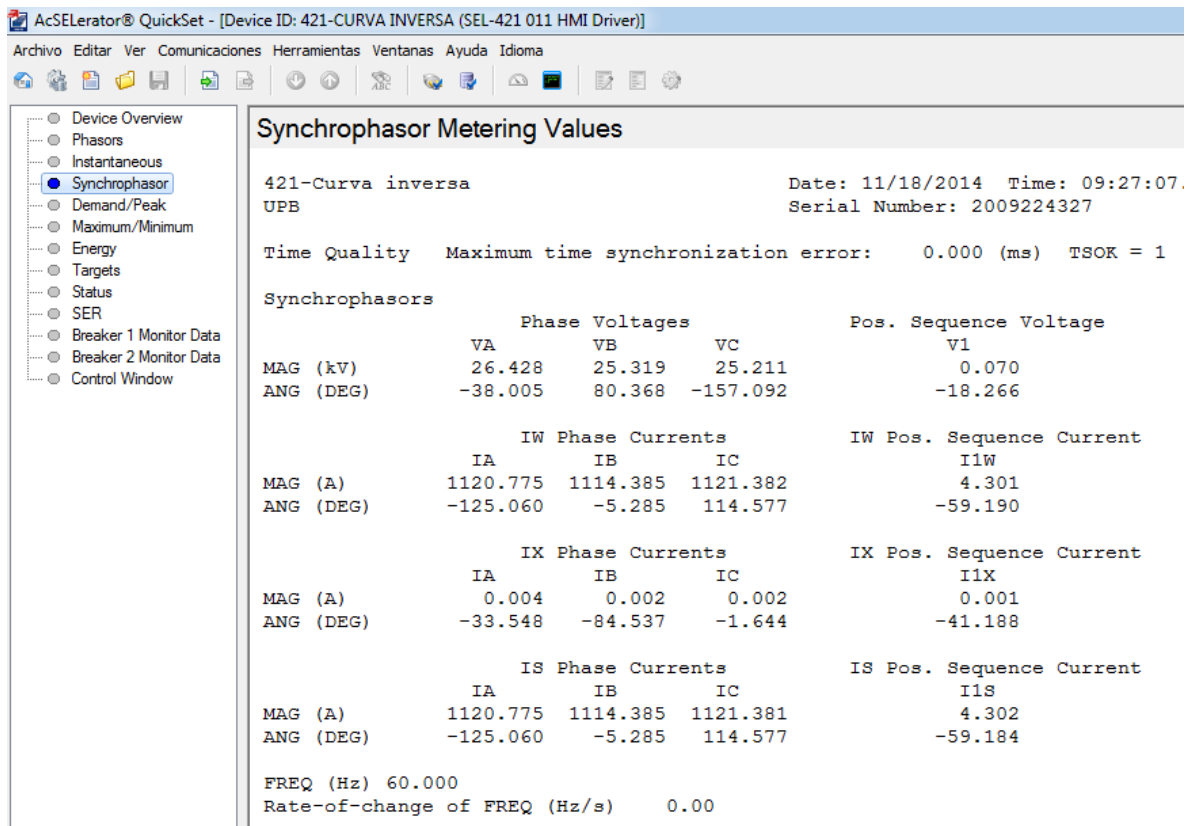 AcSELerator® QuickSet - [Device ID: 421-CURVA INVERSA (SEL-421 011 HMI Driver)]
Archivo Editar Ver Comunicaciones Herramientas Ventanas Ayuda Idioma
Device Overview
Phasors
Instantaneous
Synchrophasor
Demand/Peak
Maximum/Minimum
Energy
Targets
Status
SER
Breaker 1 Monitor Data
Breaker 2 Monitor Data
Control Window
Synchrophasor Metering Values
421-Curva inversa Date: 11/18/2014 Time: 09:27:07.
UPB Serial Number: 2009224327
Time Quality Maximum time synchronization error: 0.000 (ms) TSOK = 1
Synchrophasors
Phase Voltages Pos. Sequence Voltage
VA VB VC V1
MAG (kV) 26.428 25.319 25.211 0.070
ANG (DEG) -38.005 80.368 -157.092 -18.266
IW Phase Currents IW Pos. Sequence Current
IA IB IC I1W
MAG (A) 1120.775 1114.385 1121.382 4.301
ANG (DEG) -125.060 -5.285 114.577 -59.190
IX Phase Currents IX Pos. Sequence Current
IA IB IC I1X
MAG (A) 0.004 0.002 0.002 0.001
ANG (DEG) -33.548 -84.537 -1.644 -41.188
IS Phase Currents IS Pos. Sequence Current
IA IB IC I1S
MAG (A) 1120.775 1114.385 1121.381 4.302
ANG (DEG) -125.060 -5.285 114.577 -59.184
FREQ (Hz) 60.000
Rate-of-change of FREQ (Hz/s) 0.00